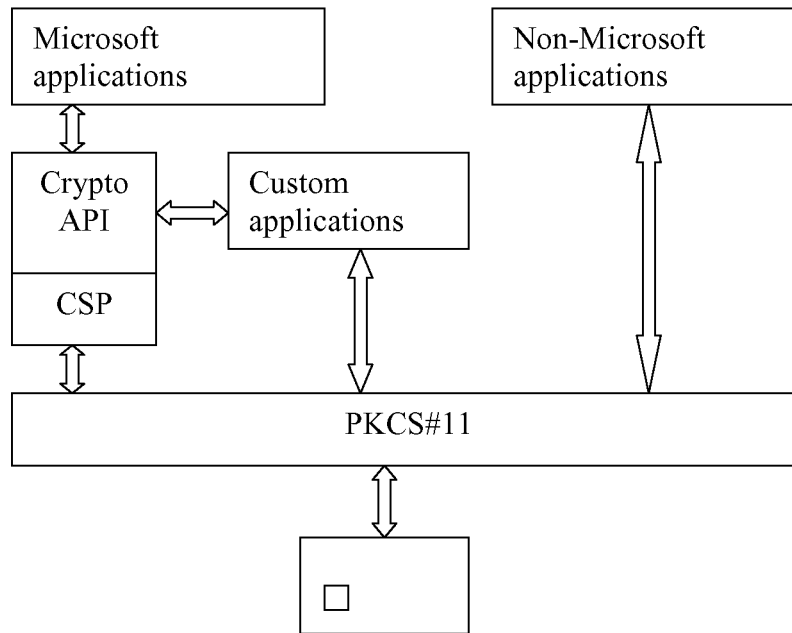 Microsoft
applications
Non-Microsoft
applications
Crypto
API
Custom
applications
CSP
PKCS#11